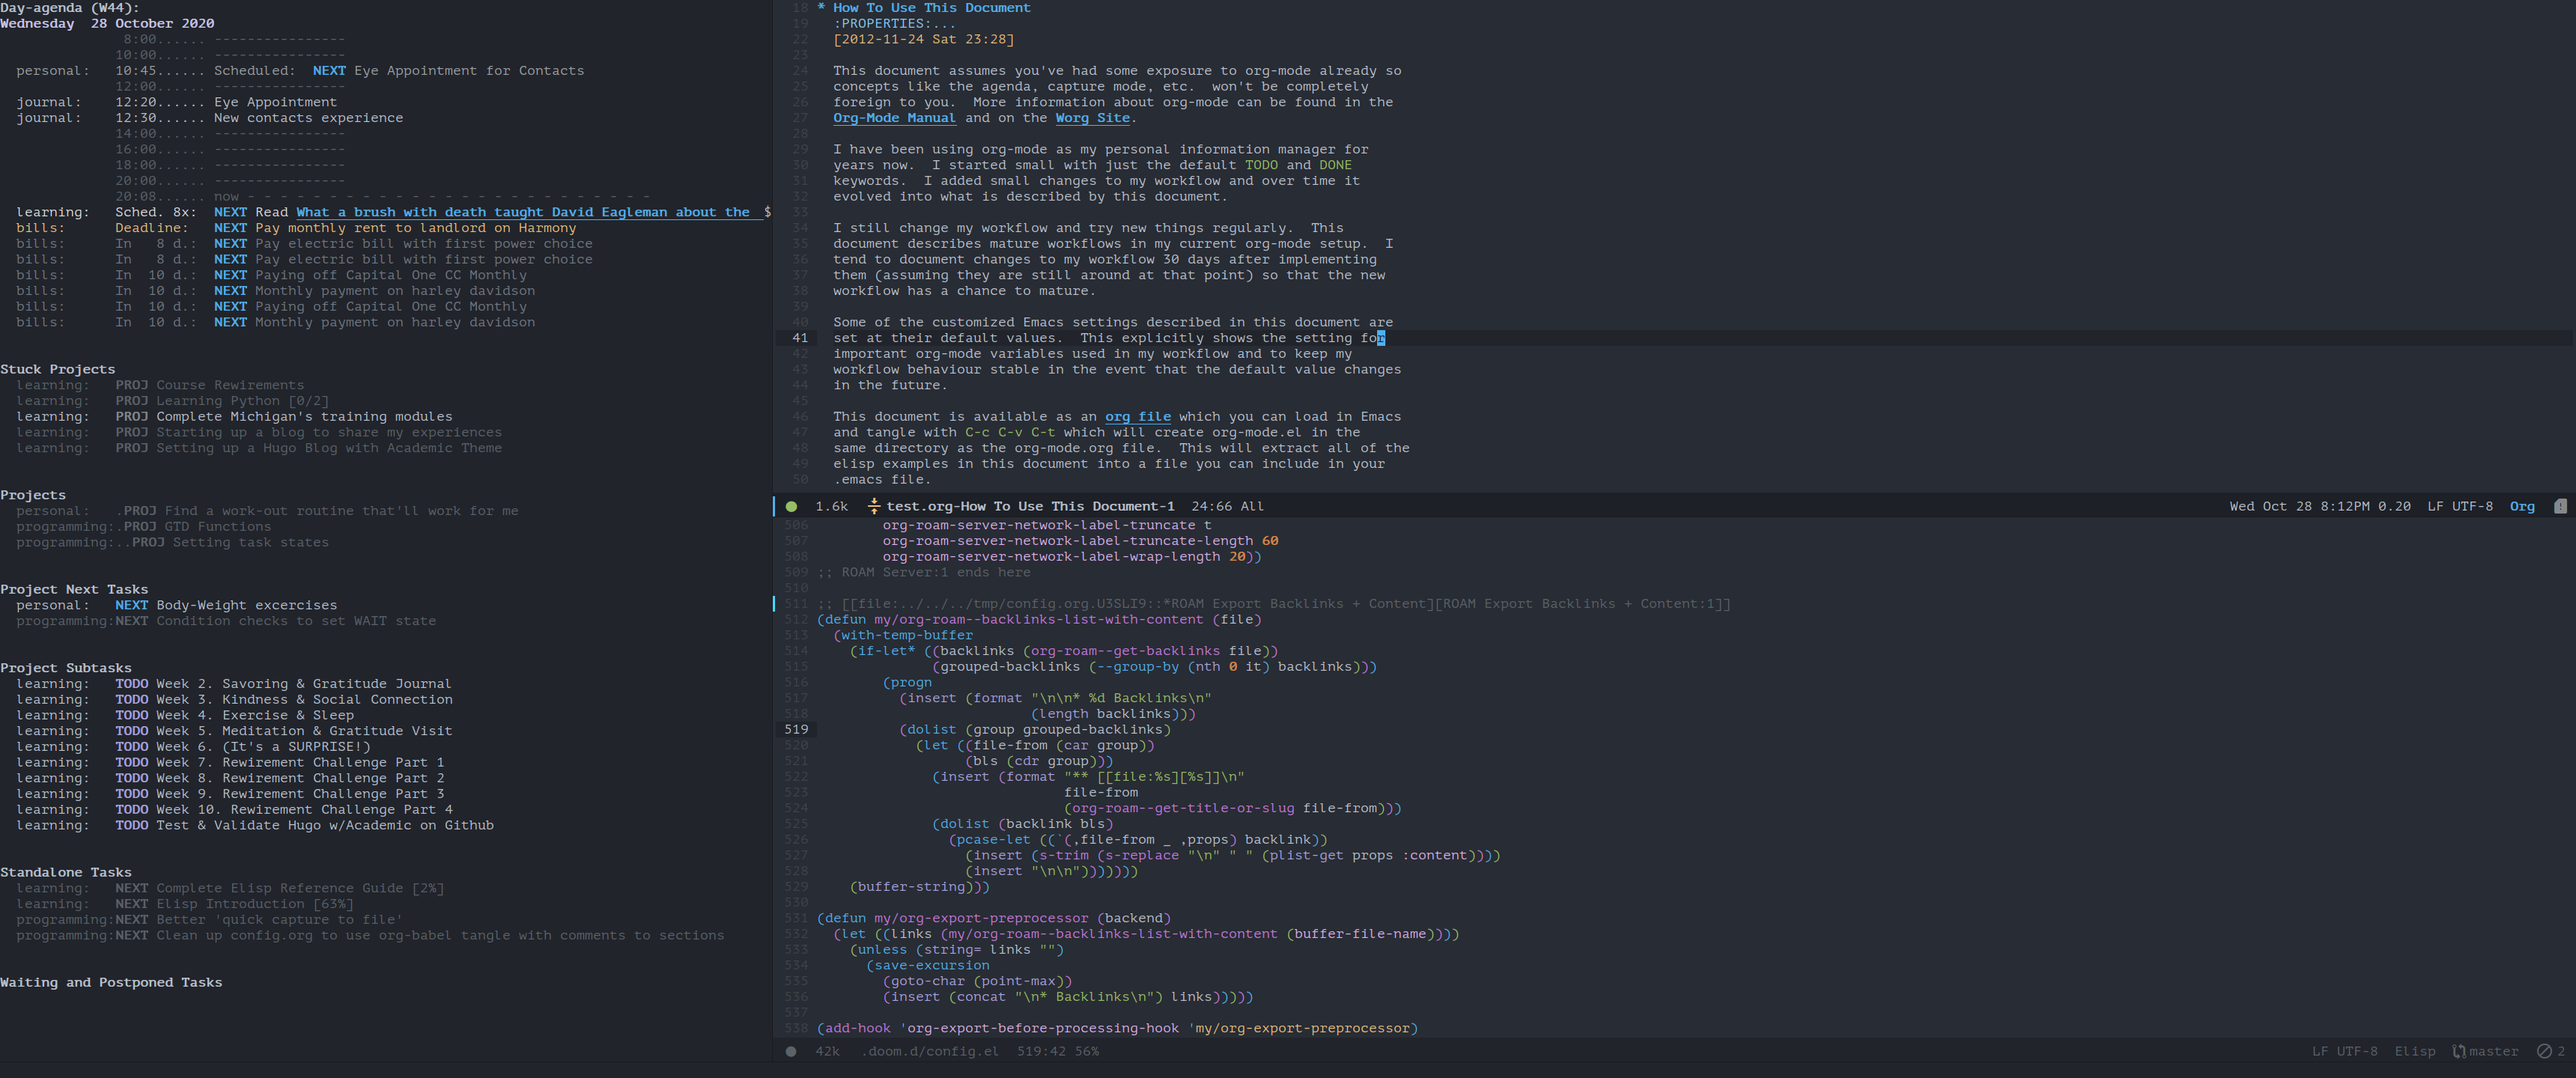 Day-agenda (W44):
Wednesday  28 October 2020
8:00...... ----------------
10:00...... ----------------
personal:   10:45...... Scheduled:  NEXT Eye Appointment for Contacts
12:00...... ----------------
journal:    12:20...... Eye Appointment
journal:    12:30...... New contacts experience
14:00...... ----------------
16:00...... ----------------
18:00...... ----------------
20:00...... ----------------
20:08...... now - - - - - - - - - - - - - - - - - - - - - - - - -
learning:   Sched. 8x:  NEXT Read What a brush with death taught David Eagleman about the $
bills:      Deadline:   NEXT Pay monthly rent to landlord on Harmony
bills:      In   8 d.:  NEXT Pay electric bill with first power choice
bills:      In   8 d.:  NEXT Pay electric bill with first power choice
bills:      In  10 d.:  NEXT Paying off Capital One CC Monthly
bills:      In  10 d.:  NEXT Monthly payment on harley davidson
bills:      In  10 d.:  NEXT Paying off Capital One CC Monthly
bills:      In  10 d.:  NEXT Monthly payment on harley davidson
Stuck Projects
learning:   PROJ Course Rewirements
learning:   PROJ Learning Python [0/2]
learning:   PROJ Complete Michigan's training modules
learning:   PROJ Starting up a blog to share my experiences
learning:   PROJ Setting up a Hugo Blog with Academic Theme
Projects
personal:   .PROJ Find a work-out routine that'll work for me
programming:.PROJ GTD Functions
programming:..PROJ Setting task states
Project Next Tasks
personal:   NEXT Body-Weight excercises
programming:NEXT Condition checks to set WAIT state
Project Subtasks
learning:   TODO Week 2. Savoring & Gratitude Journal
learning:   TODO Week 3. Kindness & Social Connection
learning:   TODO Week 4. Exercise & Sleep
learning:   TODO Week 5. Meditation & Gratitude Visit
learning:   TODO Week 6. (It's a SURPRISE!)
learning:   TODO Week 7. Rewirement Challenge Part 1
learning:   TODO Week 8. Rewirement Challenge Part 2
learning:   TODO Week 9. Rewirement Challenge Part 3
learning:   TODO Week 10. Rewirement Challenge Part 4
learning:   TODO Test & Validate Hugo w/Academic on Github
Standalone Tasks
learning:   NEXT Complete Elisp Reference Guide [2%]
learning:   NEXT Elisp Introduction [63%]
programming:NEXT Better 'quick capture to file'
programming:NEXT Clean up config.org to use org-babel tangle with comments to sections
Waiting and Postponed Tasks
18 * How To Use This Document
19   :PROPERTIES:...
22   [2012-11-24 Sat 23:28]
23
24   This document assumes you've had some exposure to org-mode already so
25   concepts like the agenda, capture mode, etc.  won't be completely
26   foreign to you.  More information about org-mode can be found in the
27   Org-Mode Manual and on the Worg Site.
28
29   I have been using org-mode as my personal information manager for
30   years now.  I started small with just the default TODO and DONE
31   keywords.  I added small changes to my workflow and over time it
32   evolved into what is described by this document.
33
34   I still change my workflow and try new things regularly.  This
35   document describes mature workflows in my current org-mode setup.  I
36   tend to document changes to my workflow 30 days after implementing
37   them (assuming they are still around at that point) so that the new
38   workflow has a chance to mature.
39
40   Some of the customized Emacs settings described in this document are
41   set at their default values.  This explicitly shows the setting for
42   important org-mode variables used in my workflow and to keep my
43   workflow behaviour stable in the event that the default value changes
44   in the future.
45
46   This document is available as an org file which you can load in Emacs
47   and tangle with C-c C-v C-t which will create org-mode.el in the
48   same directory as the org-mode.org file.  This will extract all of the
49   elisp examples in this document into a file you can include in your
50   .emacs file.
1.6k  test.org-How To Use This Document-1  24:66 All  Wed Oct 28 8:12PM 0.20  LF UTF-8  Org
506         org-roam-server-network-label-truncate t
507         org-roam-server-network-label-truncate-length 60
508         org-roam-server-network-label-wrap-length 20))
509 ;; ROAM Server:1 ends here
510
511 ;; [[file:../../../tmp/config.org.U3SLI9::*ROAM Export Backlinks + Content][ROAM Export Backlinks + Content:1]]
512 (defun my/org-roam--backlinks-list-with-content (file)
513   (with-temp-buffer
514     (if-let* ((backlinks (org-roam--get-backlinks file))
515               (grouped-backlinks (--group-by (nth 0 it) backlinks)))
516         (progn
517           (insert (format "\n\n* %d Backlinks\n"
518                           (length backlinks)))
519           (dolist (group grouped-backlinks)
520             (let ((file-from (car group))
521                   (bls (cdr group)))
522               (insert (format "** [[file:%s][%s]]\n"
523                               file-from
524                               (org-roam--get-title-or-slug file-from)))
525               (dolist (backlink bls)
526                 (pcase-let ((`(,file-from _ ,props) backlink))
527                   (insert (s-trim (s-replace "\n" " " (plist-get props :content))))
528                   (insert "\n\n")))))))
529     (buffer-string)))
530
531 (defun my/org-export-preprocessor (backend)
532   (let ((links (my/org-roam--backlinks-list-with-content (buffer-file-name))))
533     (unless (string= links "")
534       (save-excursion
535         (goto-char (point-max))
536         (insert (concat "\n* Backlinks\n") links)))))
537
538 (add-hook 'org-export-before-processing-hook 'my/org-export-preprocessor)
42k  .doom.d/config.el  519:42 56%  LF UTF-8  Elisp  master  2